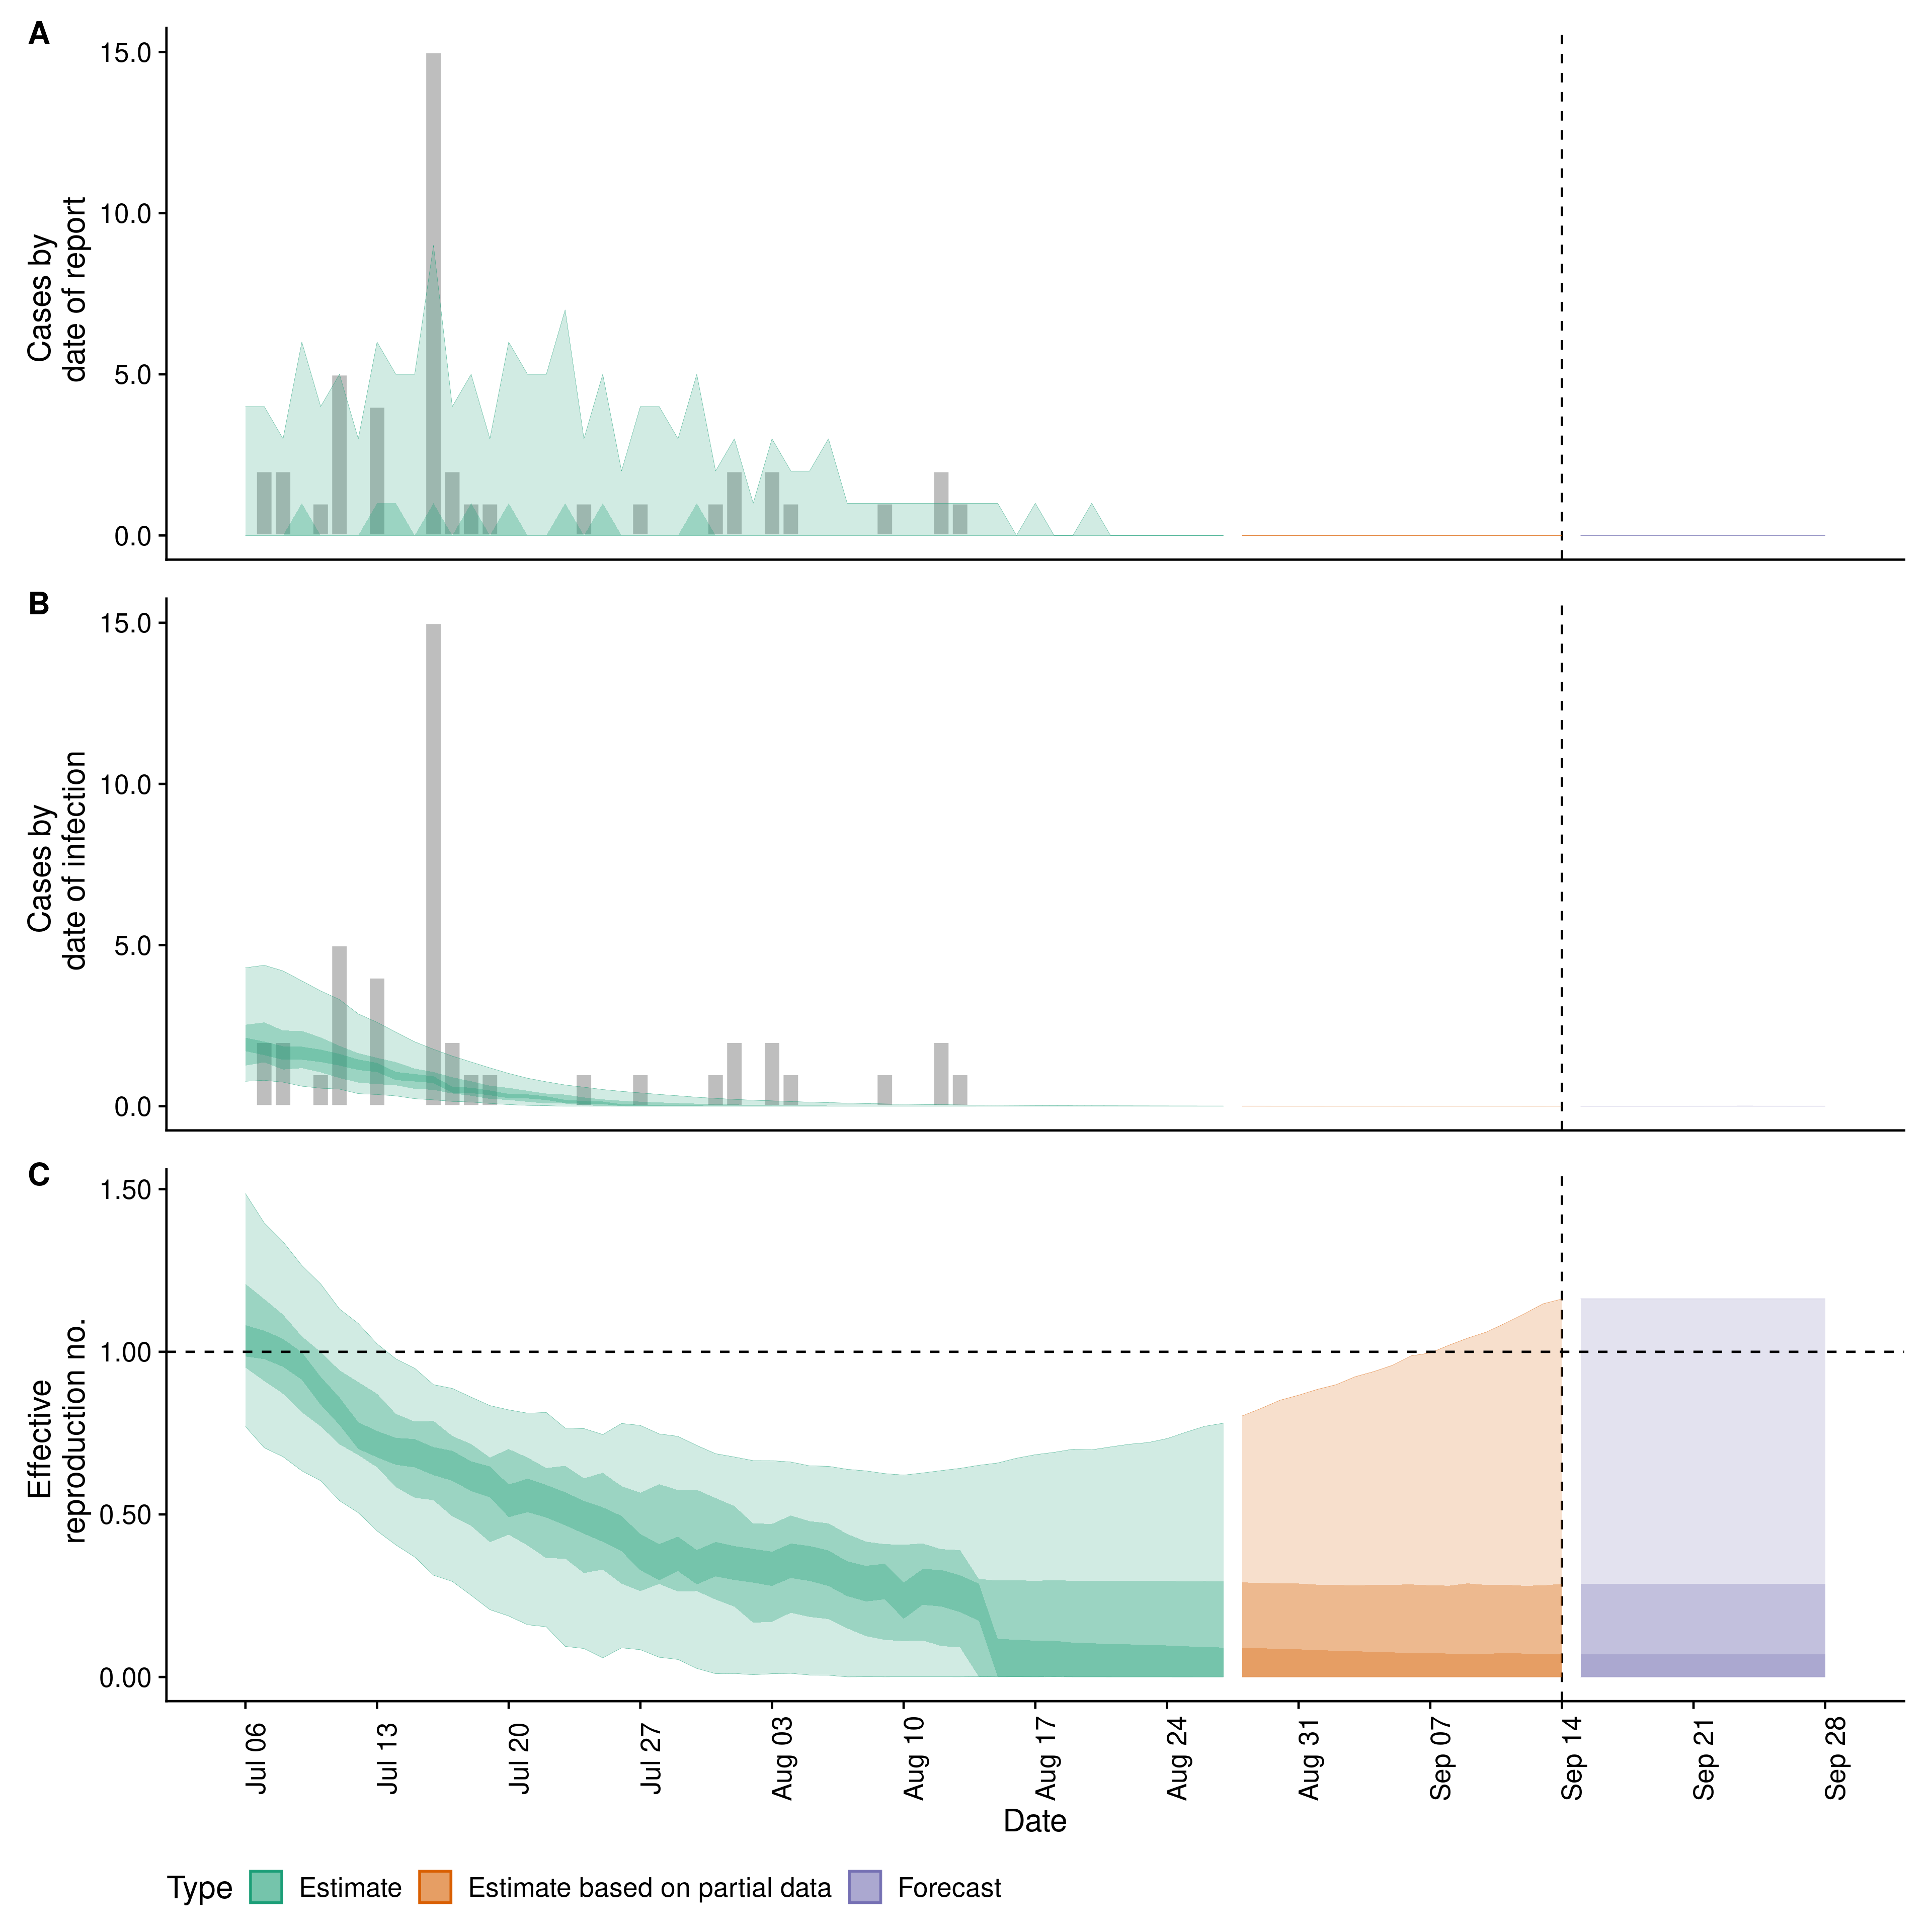 A
15.0
10.0
5.0
0.0
Cases by
date of report
B
15.0
10.0
5.0
0.0
Cases by
date of infection
C
1.50
1.00
0.50
0.00
Effective
reproduction no.
Jul 06
Jul 13
Jul 20
Jul 27
Aug 03
Aug 10
Aug 17
Aug 24
Aug 31
Sep 07
Sep 14
Sep 21
Sep 28
Date
Type Estimate Estimate based on partial data Forecast